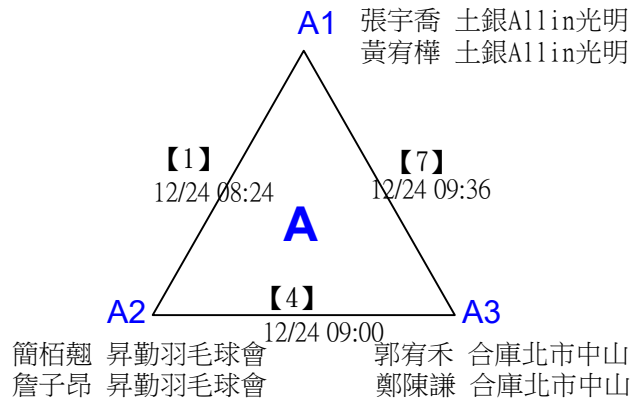 A1
張宇喬 土銀Allin光明
黃宥樺 土銀Allin光明
【1】
12/24 08:24
【7】
12/24 09:36
A
A2
【4】
A3
12/24 09:00
簡栢翹 昇勤羽毛球會
郭宥禾 合庫北市中山
詹子昂 昇勤羽毛球會
鄭陳謙 合庫北市中山